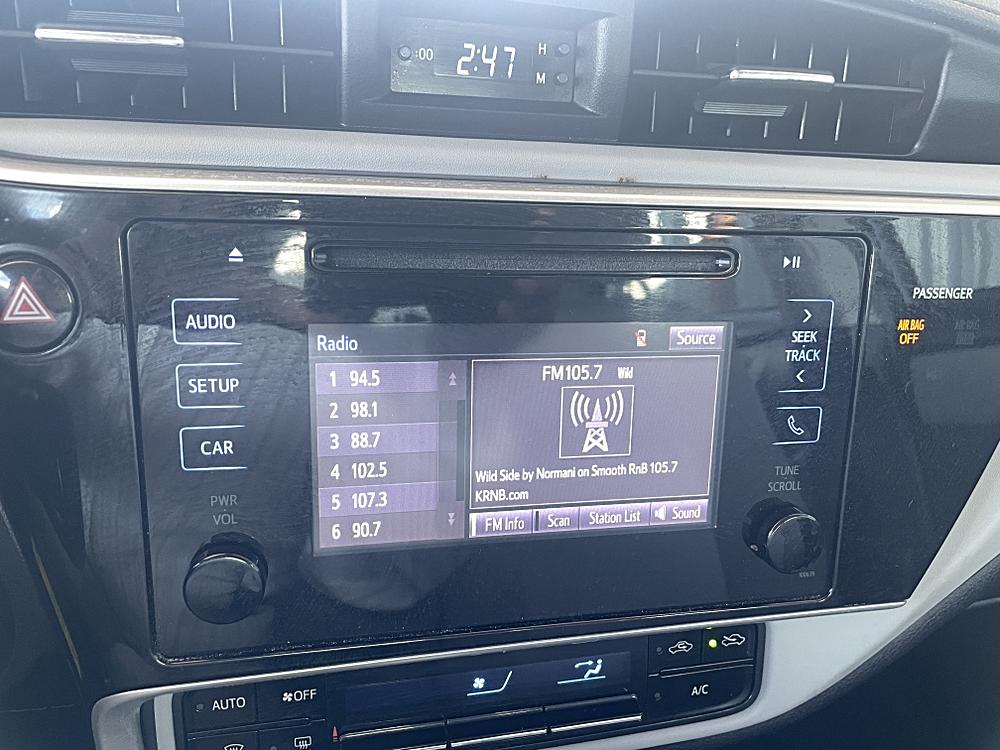 :00 2:47 H
M
PASSENGER
AIR BAG
OFF
AUDIO
SETUP
CAR
PWR
VOL
Radio
Source
1 94.5
2 98.1
3 88.7
4 102.5
5 107.3
6 90.7
FM105.7 Wild
Wild Side by Normani on Smooth RnB 105.7
KRNB.com
FM Info
Scan
Station List
Sound
SEEK
TRACK
TUNE
SCROLL
AUTO
OFF
A/C